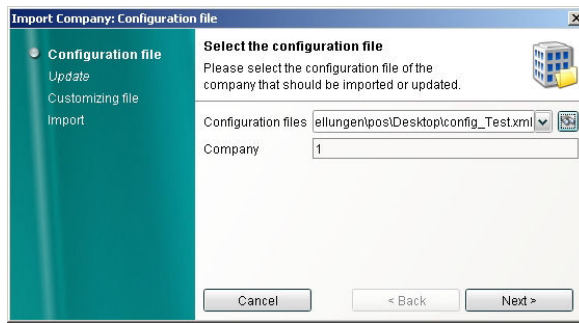 Import Company: Configuration file
Configuration file
Update
Customizing file
Import
Select the configuration file
Please select the configuration file of the
company that should be imported or updated.
Configuration files ellungen\pos\Desktop\config_Test.xml
Company 1
Cancel < Back Next >